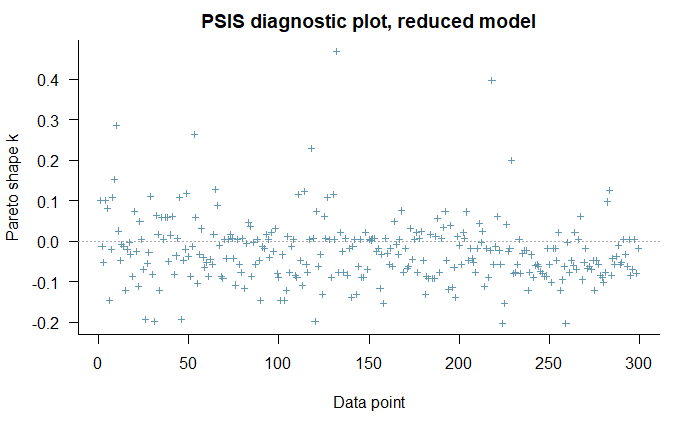 PSIS diagnostic plot, reduced model
Pareto shape k
0.4
0.3
0.2
0.1
0.0
-0.1
-0.2
0 50 100 150 200 250 300
Data point